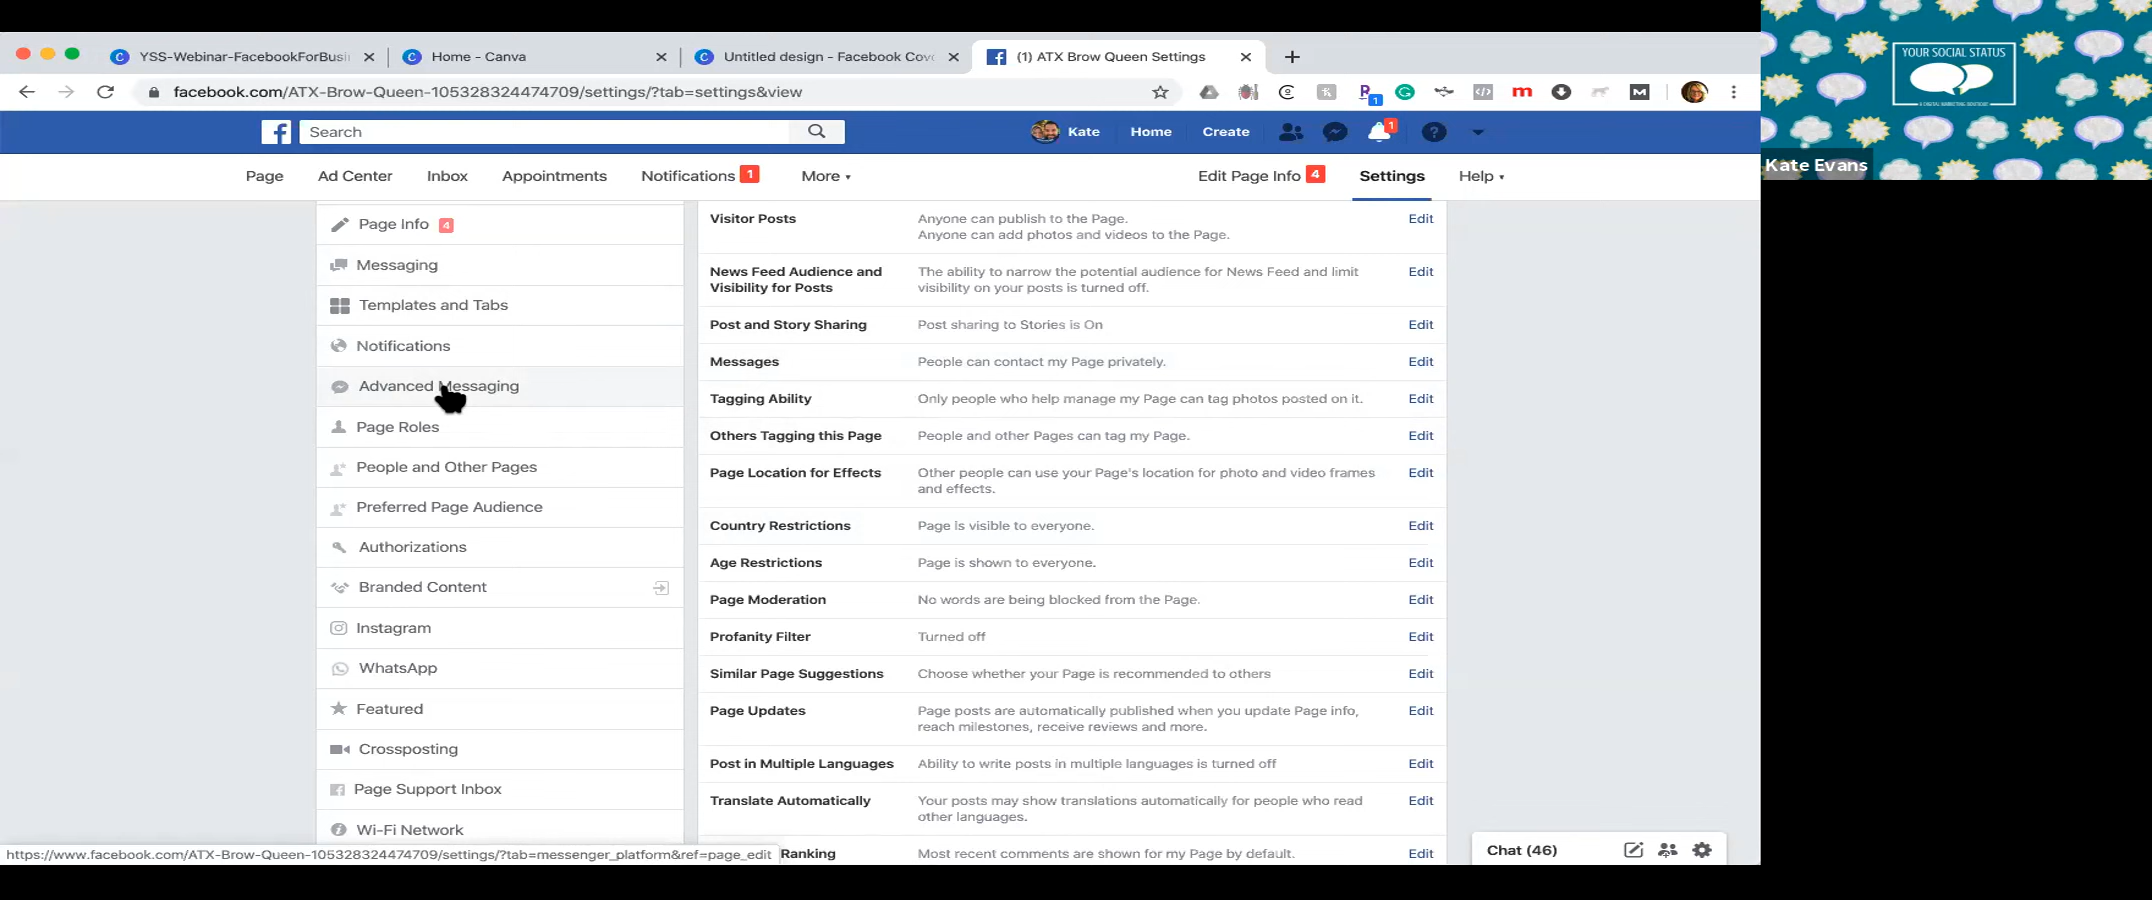 YSS-Webinar-FacebookForBusi
Home - Canva
Untitled design - Facebook Cov
(1) ATX Brow Queen Settings
facebook.com/ATX-Brow-Queen-105328324474709/settings/?tab=settings&view
1
Search
Kate
Home
Create
1
Page
Ad Center
Inbox
Appointments
Notifications 1
More
Edit Page Info 4
Settings
Help
Page Info 4
Messaging
Templates and Tabs
Notifications
Advanced Messaging
Page Roles
People and Other Pages
Preferred Page Audience
Authorizations
Branded Content
Instagram
WhatsApp
Featured
Crossposting
Page Support Inbox
Wi-Fi Network
Visitor Posts
Anyone can publish to the Page.
Anyone can add photos and videos to the Page.
Edit
News Feed Audience and
Visibility for Posts
The ability to narrow the potential audience for News Feed and limit
visibility on your posts is turned off.
Edit
Post and Story Sharing
Post sharing to Stories is On
Edit
Messages
People can contact my Page privately.
Edit
Tagging Ability
Only people who help manage my Page can tag photos posted on it.
Edit
Others Tagging this Page
People and other Pages can tag my Page.
Edit
Page Location for Effects
Other people can use your Page's location for photo and video frames
and effects.
Edit
Country Restrictions
Page is visible to everyone.
Edit
Age Restrictions
Page is shown to everyone.
Edit
Page Moderation
No words are being blocked from the Page.
Edit
Profanity Filter
Turned off
Edit
Similar Page Suggestions
Choose whether your Page is recommended to others
Edit
Page Updates
Page posts are automatically published when you update Page info,
reach milestones, receive reviews and more.
Edit
Post in Multiple Languages
Ability to write posts in multiple languages is turned off
Edit
Translate Automatically
Your posts may show translations automatically for people who read
other languages.
Edit
Ranking
Most recent comments are shown for my Page by default.
Edit
https://www.facebook.com/ATX-Brow-Queen-105328324474709/settings/?tab=messenger_platform&ref=page_edit
Chat (46)
YOUR SOCIAL STATUS
Kate Evans